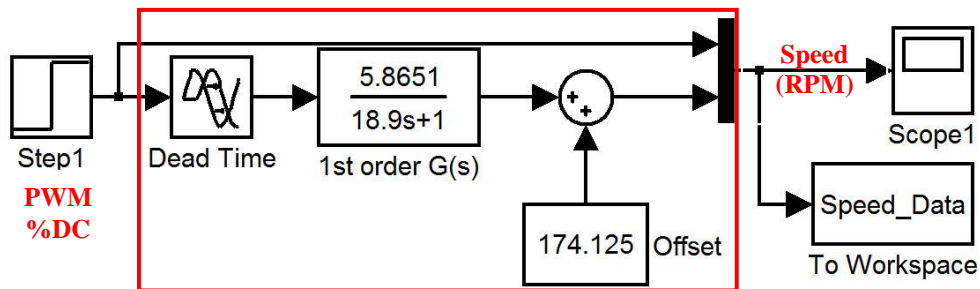 Step1
PWM
%DC
Dead Time
5.8651
18.9s+1
1st order G(s)
+
+
174.125
Offset
Speed
(RPM)
Scope1
Speed_Data
To Workspace